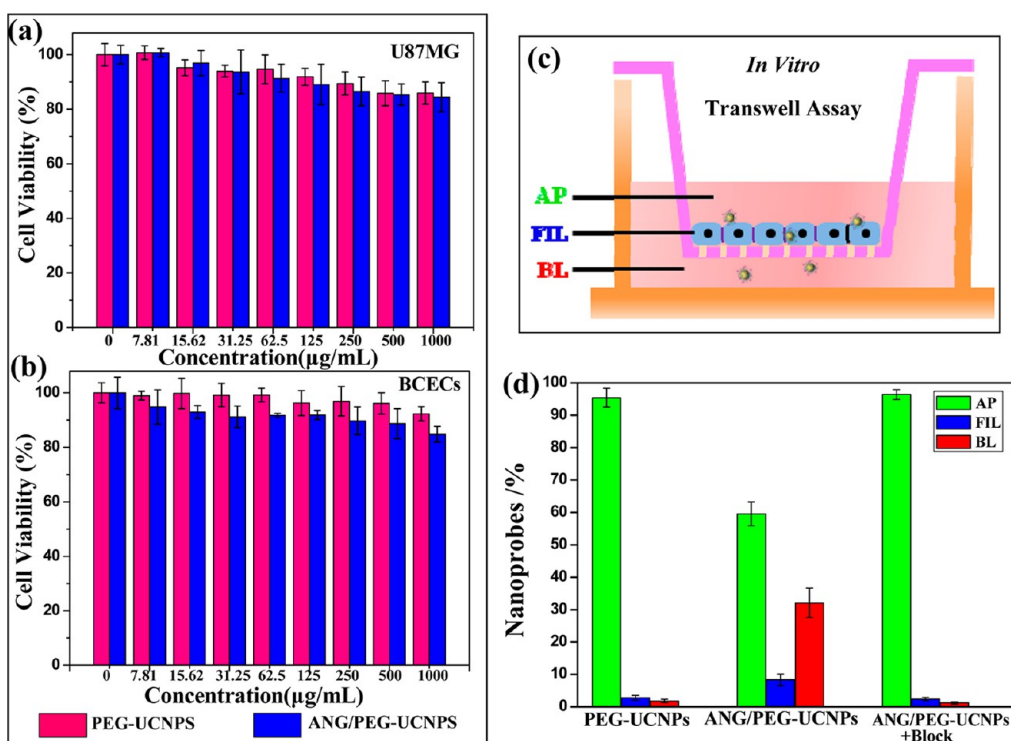 (a)
U87MG
Cell Viability (%)
100
80
60
40
20
0
0 7.81 15.62 31.25 62.5 125 250 500 1000
Concentration(µg/mL)
(b)
BCECs
Cell Viability (%)
100
80
60
40
20
0
0 7.81 15.62 31.25 62.5 125 250 500 1000
Concentration(µg/mL)
PEG-UCNPS ANG/PEG-UCNPS
(c)
In Vitro
Transwell Assay
AP
FIL
BL
(d)
Nanoprobes /%
100
90
80
70
60
50
40
30
20
10
0
AP
FIL
BL
PEG-UCNPs ANG/PEG-UCNPs ANG/PEG-UCNPs
+Block